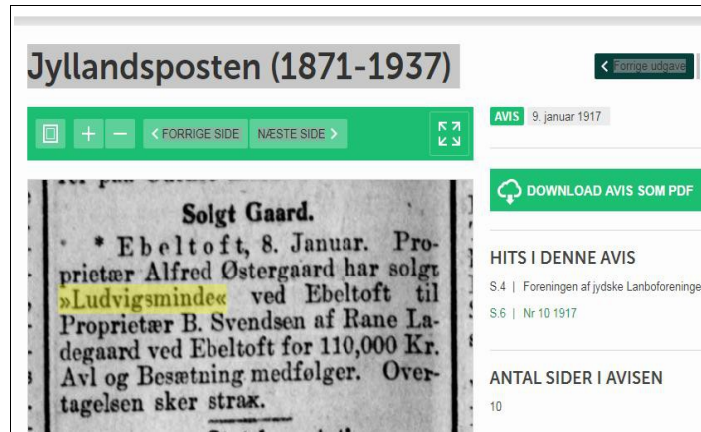 Jyllandsposten (1871-1937)
Forrige udgave
FORRIGE SIDE
NÆSTE SIDE
AVIS 9. januar 1917
DOWNLOAD AVIS SOM PDF
Solgt Gaard.
* Ebeltoft, 8. Januar. Pro-
prietær Alfred Østergaard har solgt
»Ludvigsminde« ved Ebeltoft til
Proprietær B. Svendsen af Rane La-
degaard ved Ebeltoft for 110,000 Kr.
Avl og Besætning medfølger. Over-
tagelsen sker strax.
HITS I DENNE AVIS
S.4 | Foreningen af jydske Lanboforeninge
S.6 | Nr 10 1917
ANTAL SIDER I AVISEN
10